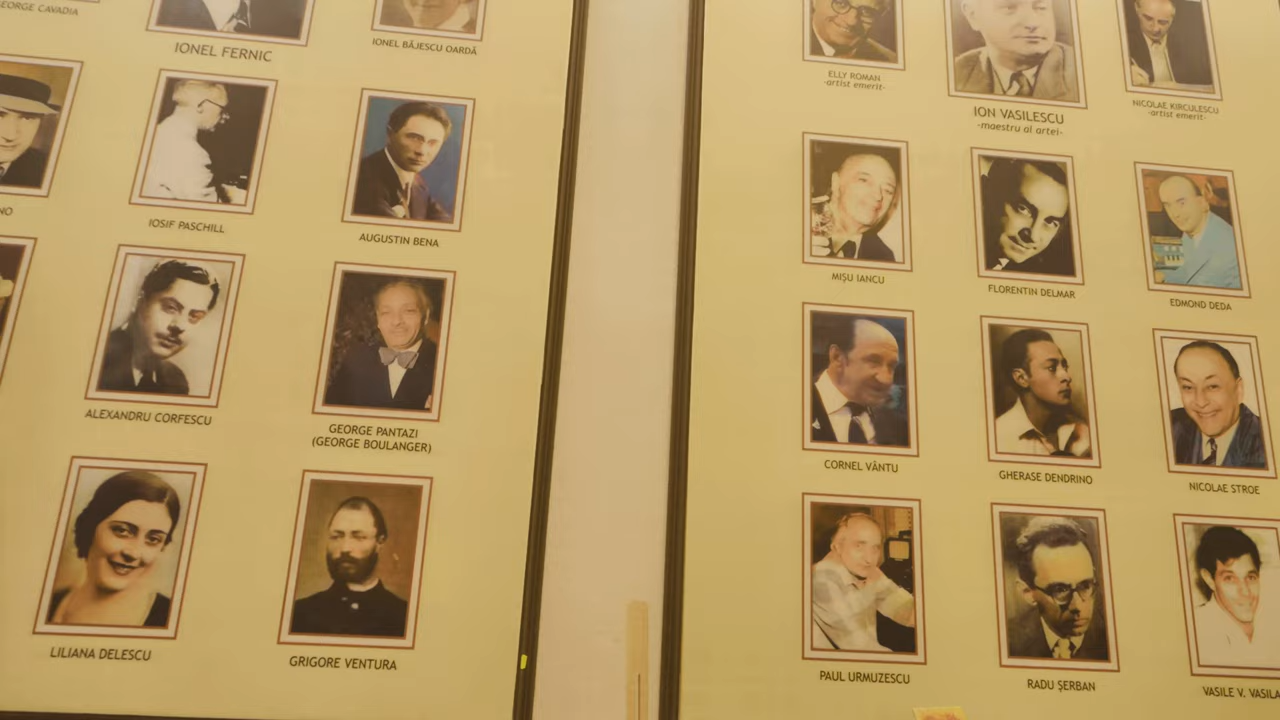 GEORGE CAVADIA
IONEL FERNIC
IONEL BĂJESCU OARDĂ
IOSIF PASCHILL
AUGUSTIN BENA
ALEXANDRU CORFESCU
GEORGE PANTAZI
(GEORGE BOULANGER)
LILIANA DELESCU
GRIGORE VENTURA
ELLY ROMAN
-artist emerit-
ION VASILESCU
-maestru al artei-
NICOLAE KIRCULESCU
-artist emerit-
MIȘU IANCU
FLORENTIN DELMAR
EDMOND DEDA
CORNEL VÂNTU
GHERASE DENDRINO
NICOLAE STROE
PAUL URMUZESCU
RADU ȘERBAN
VASILE V. VASILA